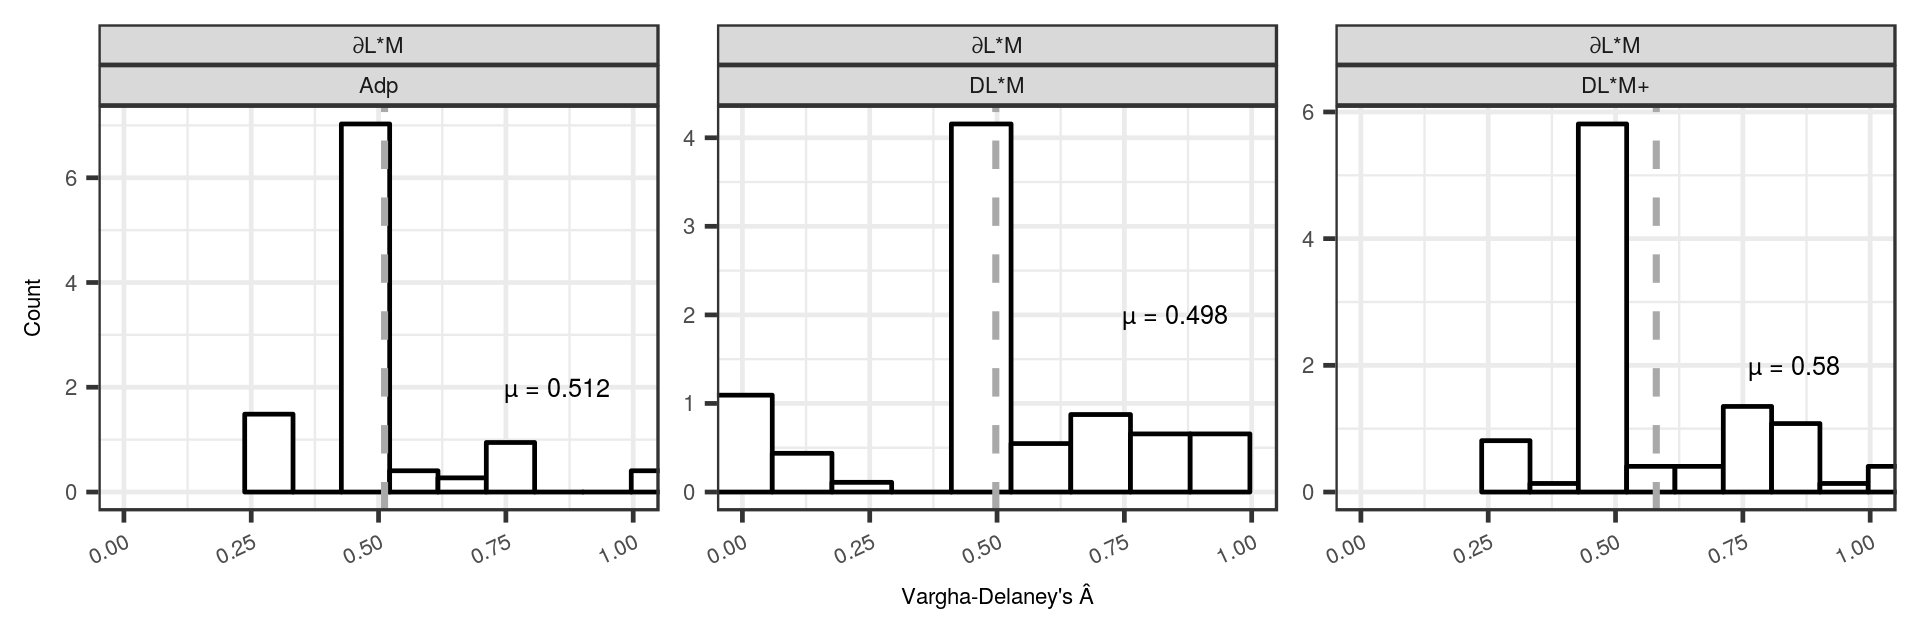 ∂L*M
Adp
∂L*M
DL*M
∂L*M
DL*M+
Count
0
2
4
6
μ = 0.512
0.00
0.25
0.50
0.75
1.00
0
1
2
3
4
μ = 0.498
0.00
0.25
0.50
0.75
1.00
0
2
4
6
μ = 0.58
0.00
0.25
0.50
0.75
1.00
Vargha-Delaney's Â